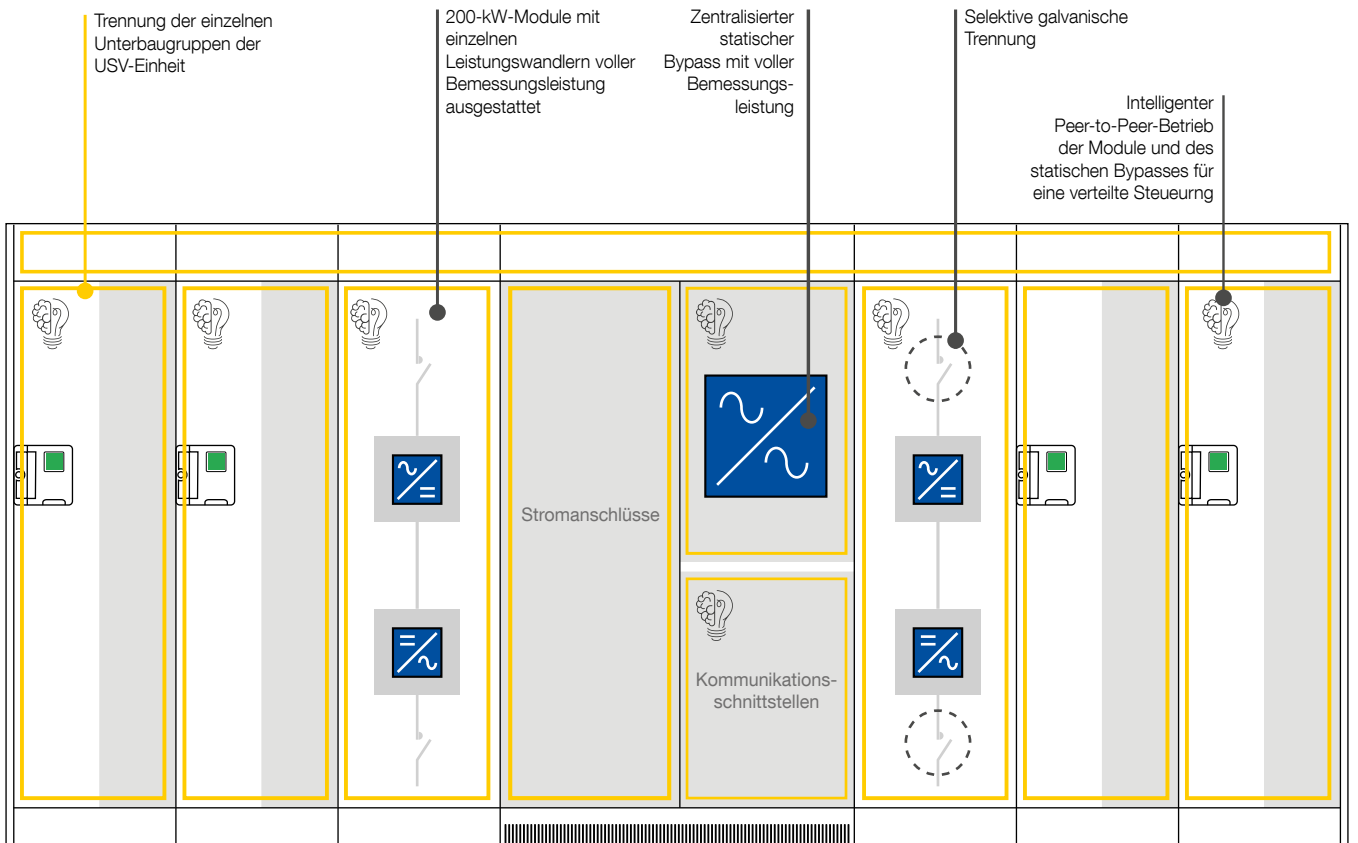 Trennung der einzelnen
Unterbaugruppen der
USV-Einheit
200-kW-Module mit
einzelnen
Leistungswandlern voller
Bemessungsleistung
ausgestattet
Zentralisierter
statischer
Bypass mit voller
Bemessungs-
leistung
Selektive galvanische
Trennung
Intelligenter
Peer-to-Peer-Betrieb
der Module und des
statischen Bypasses für
eine verteilte Steueurng
Stromanschlüsse
Kommunikations-
schnittstellen